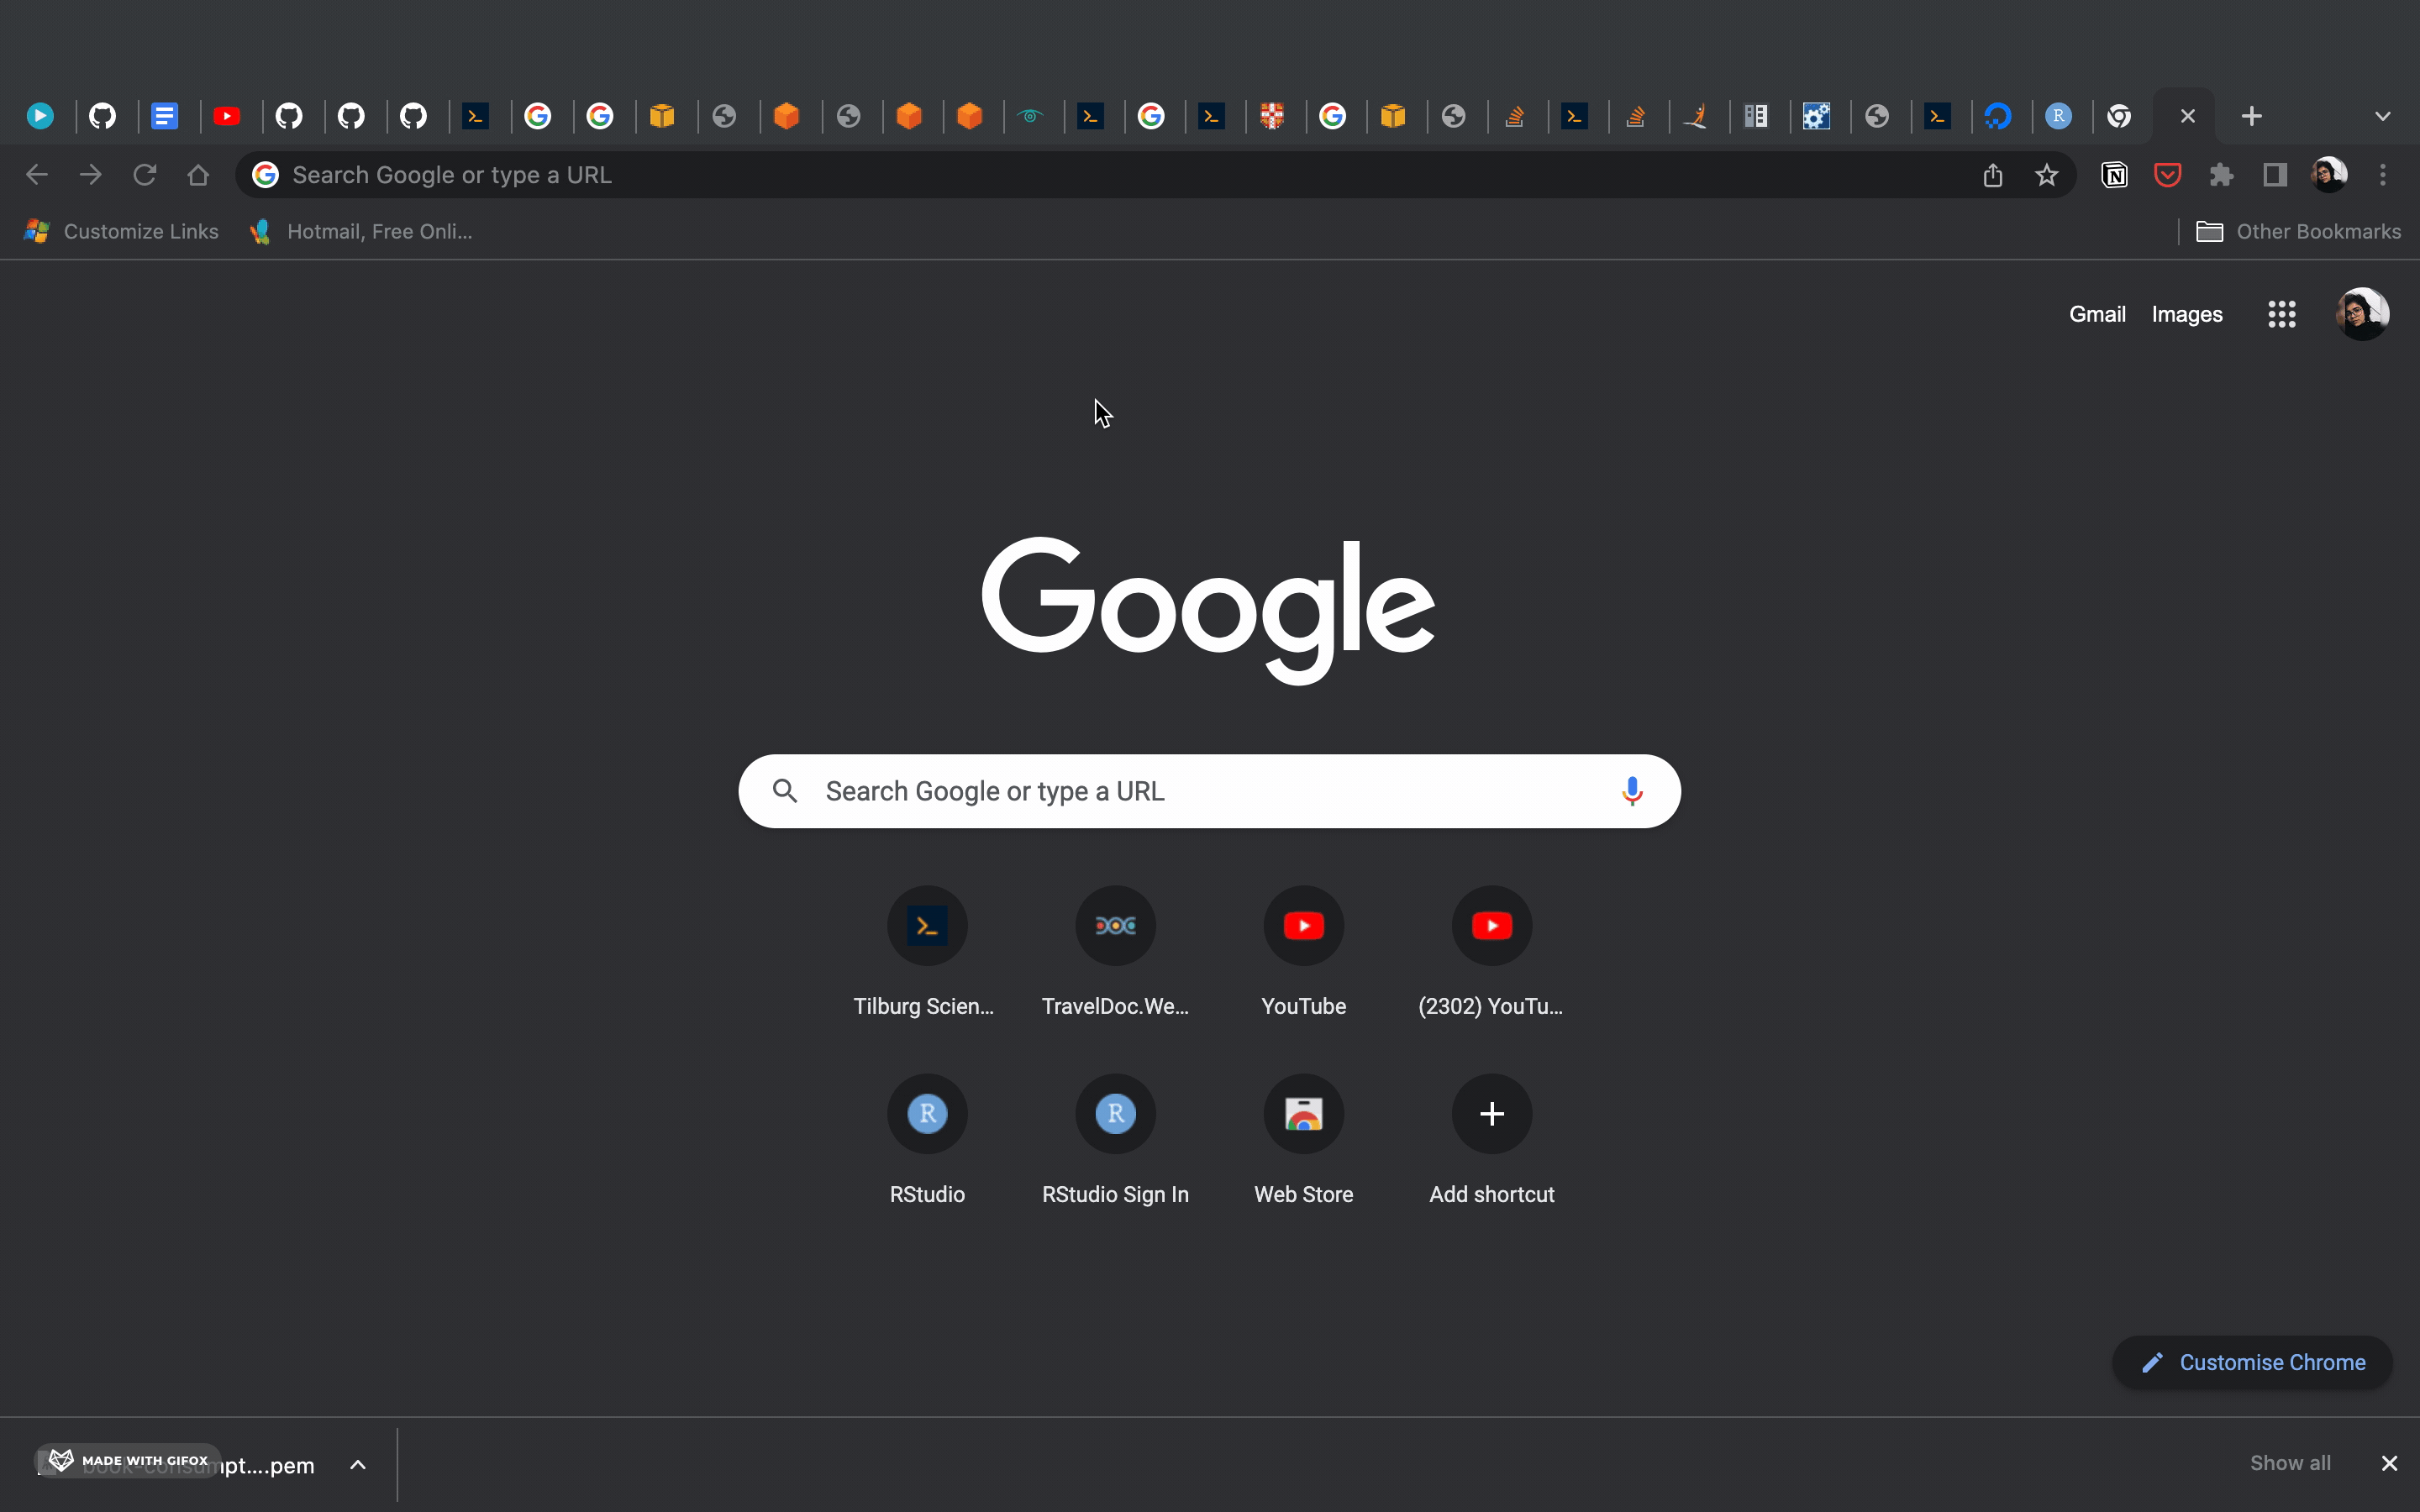 Search Google or type a URL
Customize Links
Hotmail, Free Onli...
Other Bookmarks
Gmail
Images
Google
Search Google or type a URL
Tilburg Scien...
TravelDoc.We...
YouTube
(2302) YouTu...
RStudio
RStudio Sign In
Web Store
Add shortcut
Customise Chrome
MADE WITH GIFOX
book-consumpt....pem
Show all